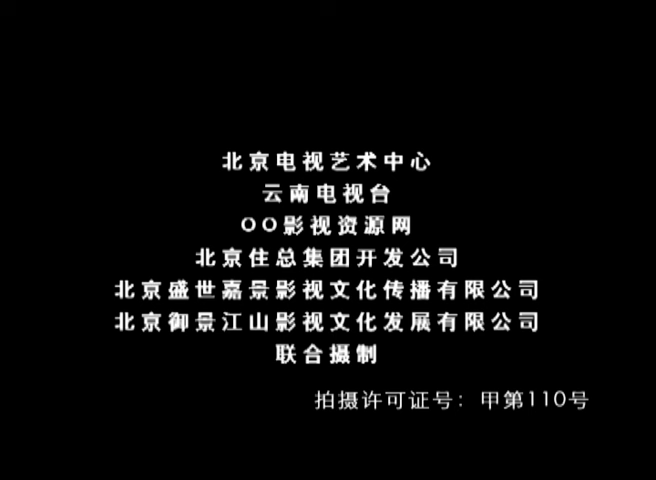 北京电视艺术中心
云南电视台
OO影视资源网
北京住总集团开发公司
北京盛世嘉景影视文化传播有限公司
北京御景江山影视文化发展有限公司
联合摄制
拍摄许可证号：甲第110号